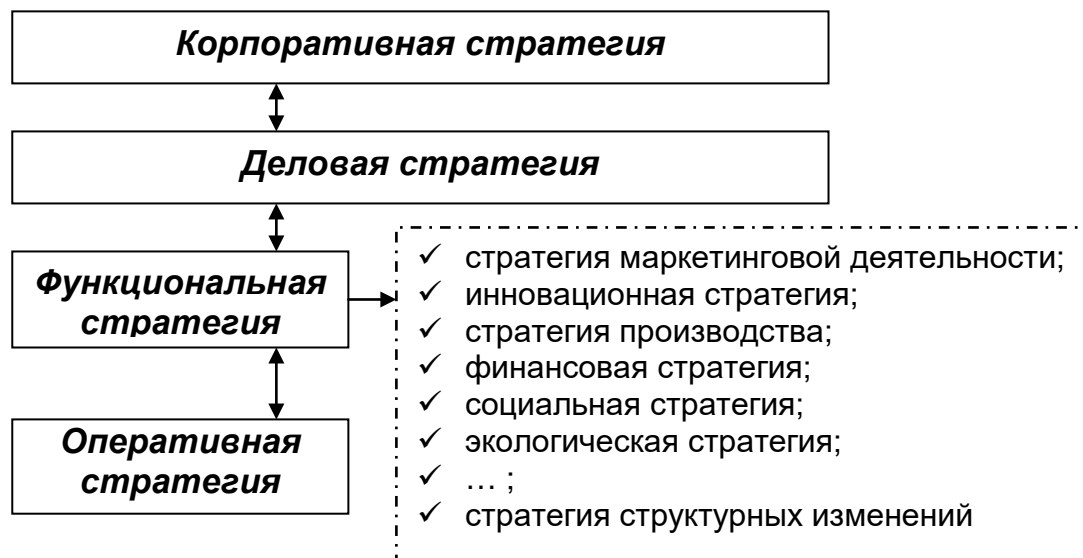 Корпоративная стратегия
Деловая стратегия
Функциональная
стратегия
✓ стратегия маркетинговой деятельности;
✓ инновационная стратегия;
✓ стратегия производства;
✓ финансовая стратегия;
✓ социальная стратегия;
✓ экологическая стратегия;
✓ … ;
✓ стратегия структурных изменений
Оперативная
стратегия